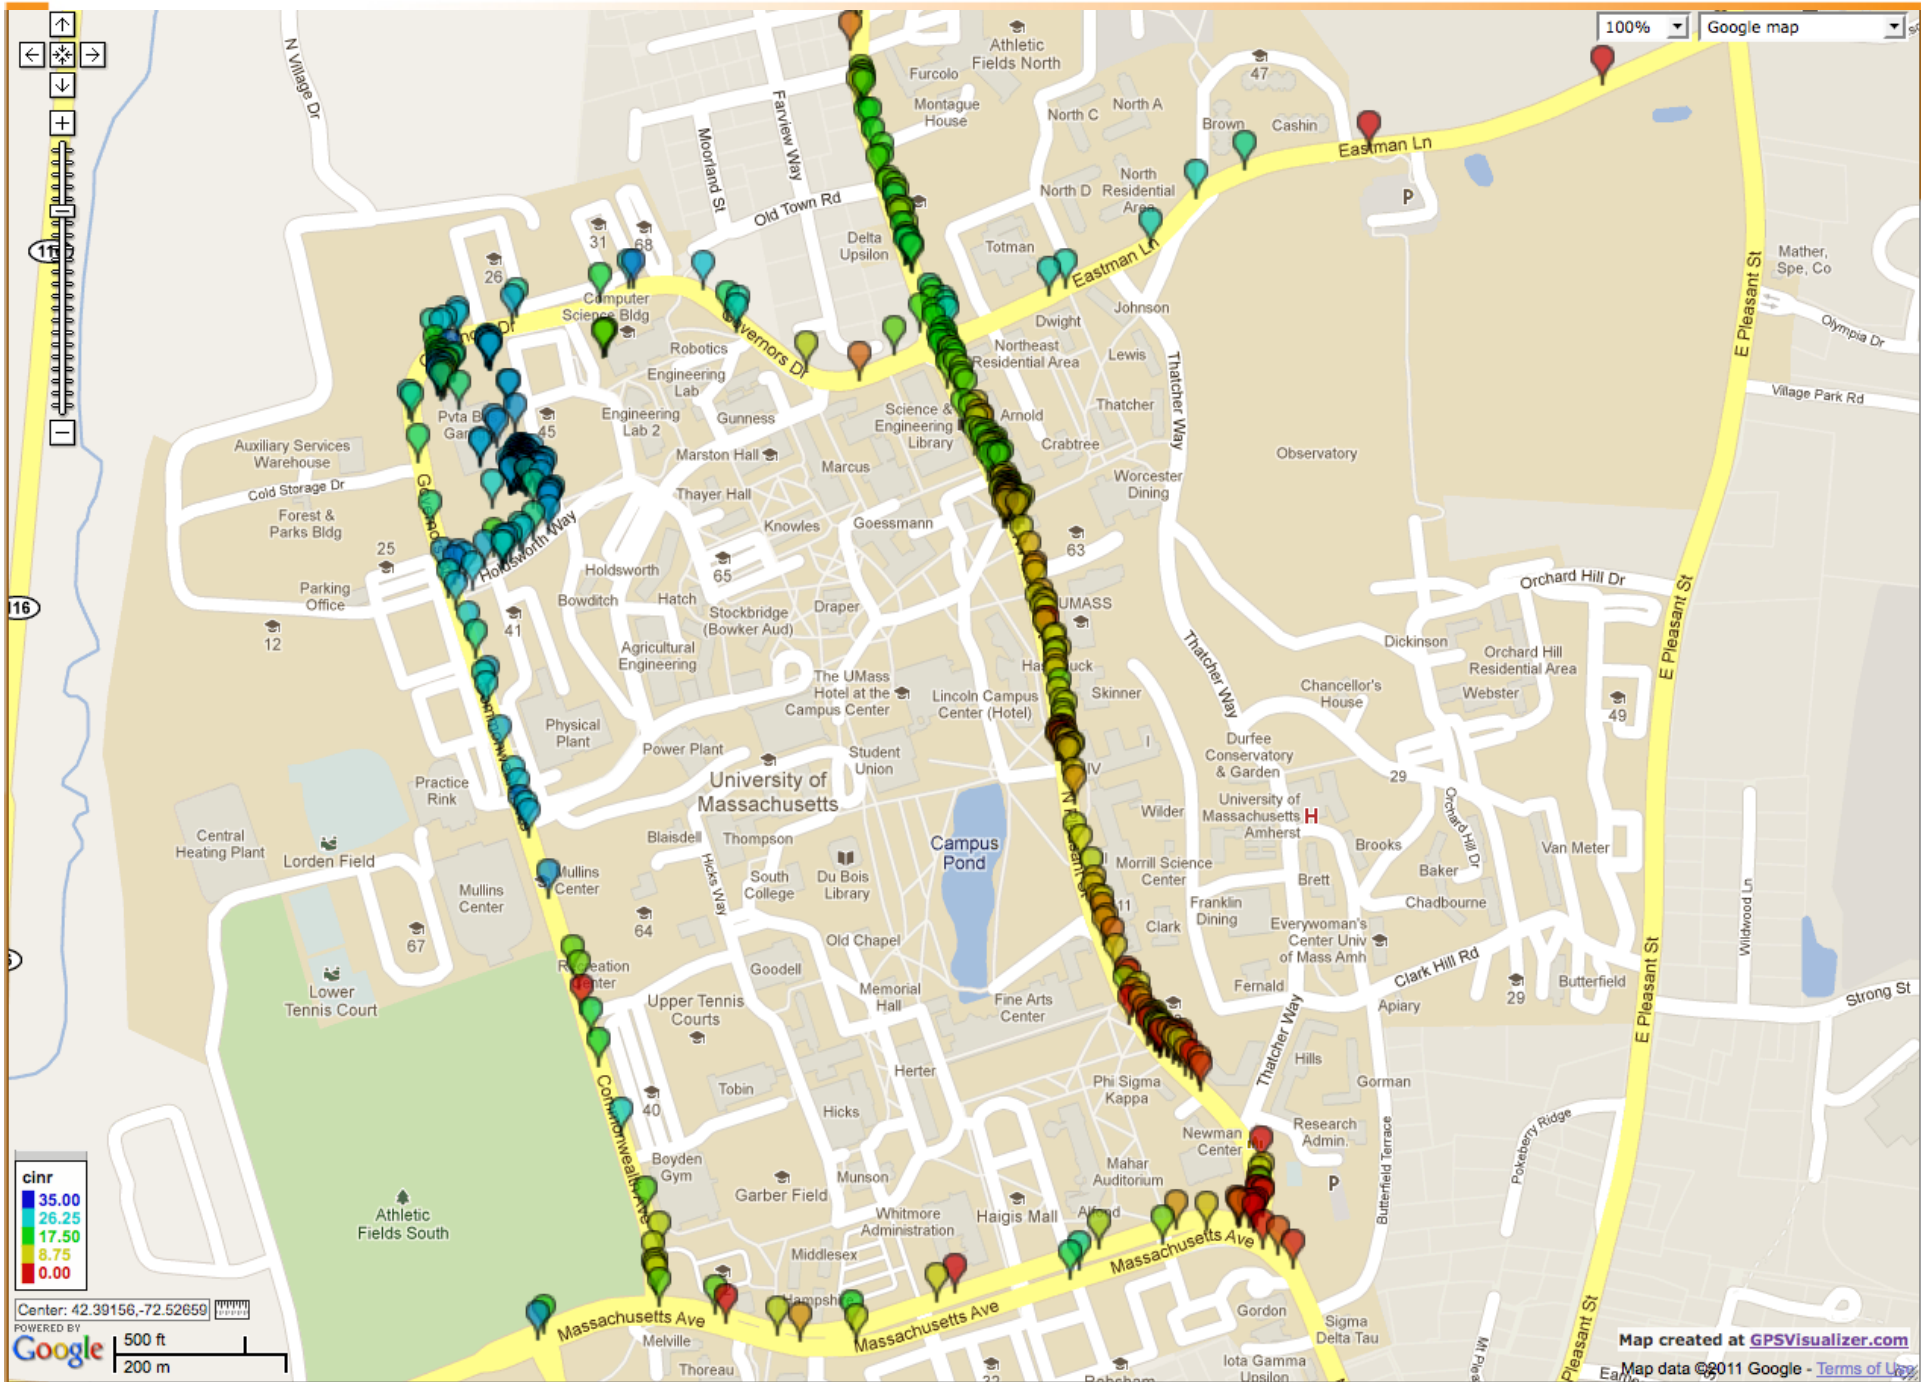 100%
Google map
N Village Dr
Athletic
Fields North
47
Furcolo
Montague
House
North C
North A
Brown
Cashin
Eastman Ln
Farview Way
Moorland St
Old Town Rd
North D
North
Residential
Area
P
31
68
26
Delta
Upsilon
Totman
Eastman Ln
Mather,
Spe, Co
Olympia Dr
E Pleasant St
Village Park Rd
Computer
Science Bldg
Johnson
Dwight
Robotics
Engineering
Lab
Northeast
Residential Area
Lewis
Thatcher Way
Engineering
Lab 2
Gunness
Science &
Engineering
Library
Arnold
Thatcher
45
Auxiliary Services
Warehouse
Marston Hall
Marcus
Crabtree
Observatory
Cold Storage Dr
Thayer Hall
Worcester
Dining
Forest &
Parks Bldg
Knowles
Goessmann
63
25
Holdsworth Way
65
Holdsworth
Orchard Hill Dr
Parking
Office
Bowditch
Hatch
Draper
UMASS
116
12
41
Stockbridge
(Bowker Aud)
Dickinson
Orchard Hill
Residential Area
E Pleasant St
Agricultural
Engineering
Thatcher Way
The UMass
Hotel at the
Campus Center
Lincoln Campus
Center (Hotel)
Skinner
Chancellor's
House
Webster
49
Physical
Plant
Power Plant
Student
Union
Durfee
Conservatory
& Garden
29
Practice
Rink
University of
Massachusetts
University of
Massachusetts
Amherst
H
Wilder
Orchard Hill Dr
Central
Heating Plant
Lorden Field
Blaisdell
Thompson
Campus
Pond
Brooks
Van Meter
Mullins
Center
Mullins
Center
Hicks Way
South
College
Du Bois
Library
Morrill Science
Center
Brett
Baker
Chadbourne
Wildwood Ln
67
64
Franklin
Dining
Clark
Everywoman's
Center Univ
of Mass Amh
Old Chapel
Goodell
Clark Hill Rd
29
Butterfield
E Pleasant St
Strong St
Lower
Tennis Court
Upper Tennis
Courts
Memorial
Hall
Fine Arts
Center
Fernald
Apiary
Thatcher Way
Hills
Herter
Phi Sigma
Kappa
Gorman
Commonwealth Ave
40
Tobin
Hicks
Newman
Center
Research
Admin.
Pokeberry Ridge
Butterfield Terrace
P
Boyden
Gym
Garber Field
Munson
Mahar
Auditorium
cinr
35.00
26.25
17.50
8.75
0.00
Athletic
Fields South
Whitmore
Administration
Haigis Mall
Middlesex
Massachusetts Ave
Massachusetts Ave
Massachusetts Ave
Melville
Thoreau
Gordon
Sigma
Delta Tau
Iota Gamma
Upsilon
32
Pleasant St
Center: 42.39156,-72.52659
POWERED BY
Google
500 ft
200 m
Map created at GPSVisualizer.com
Map data ©2011 Google - Terms of Use